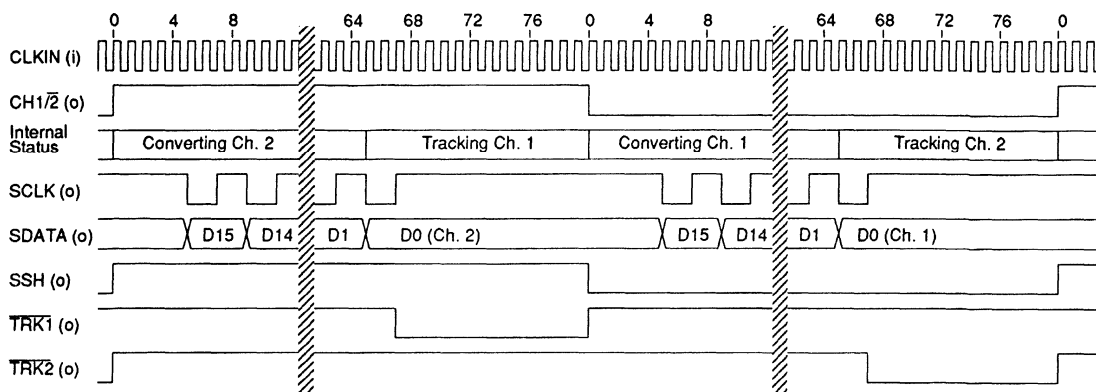 0 4 8 64 68 72 76 0 4 8 64 68 72 76 0
CLKIN (i)
CH1/2̅ (o)
Internal Status
Converting Ch. 2 Tracking Ch. 1 Converting Ch. 1 Tracking Ch. 2
SCLK (o)
SDATA (o) D15 D14 D1 D0 (Ch. 2) D15 D14 D1 D0 (Ch. 1)
SSH (o)
T̅R̅K̅1̅ (o)
T̅R̅K̅2̅ (o)